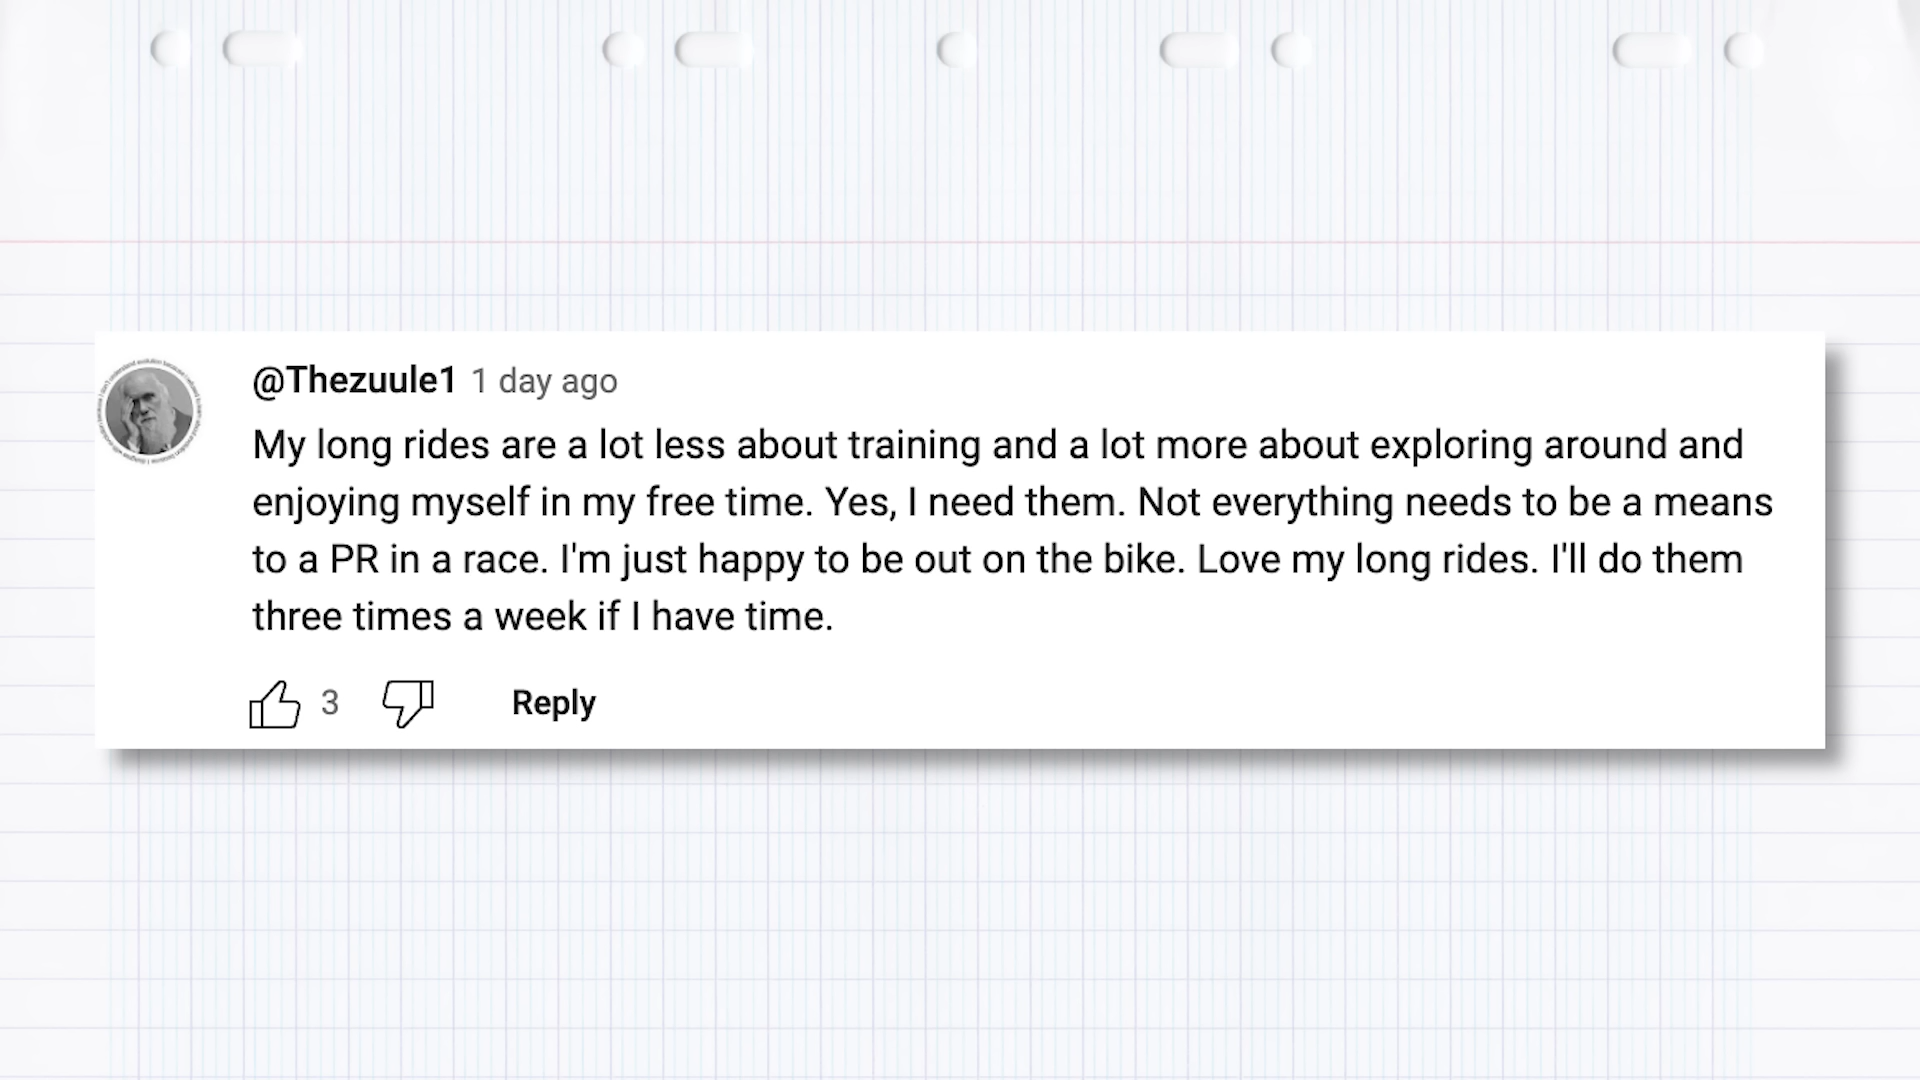 @Thezuule1 1 day ago
My long rides are a lot less about training and a lot more about exploring around and
enjoying myself in my free time. Yes, I need them. Not everything needs to be a means
to a PR in a race. I'm just happy to be out on the bike. Love my long rides. I'll do them
three times a week if I have time.
3 Reply